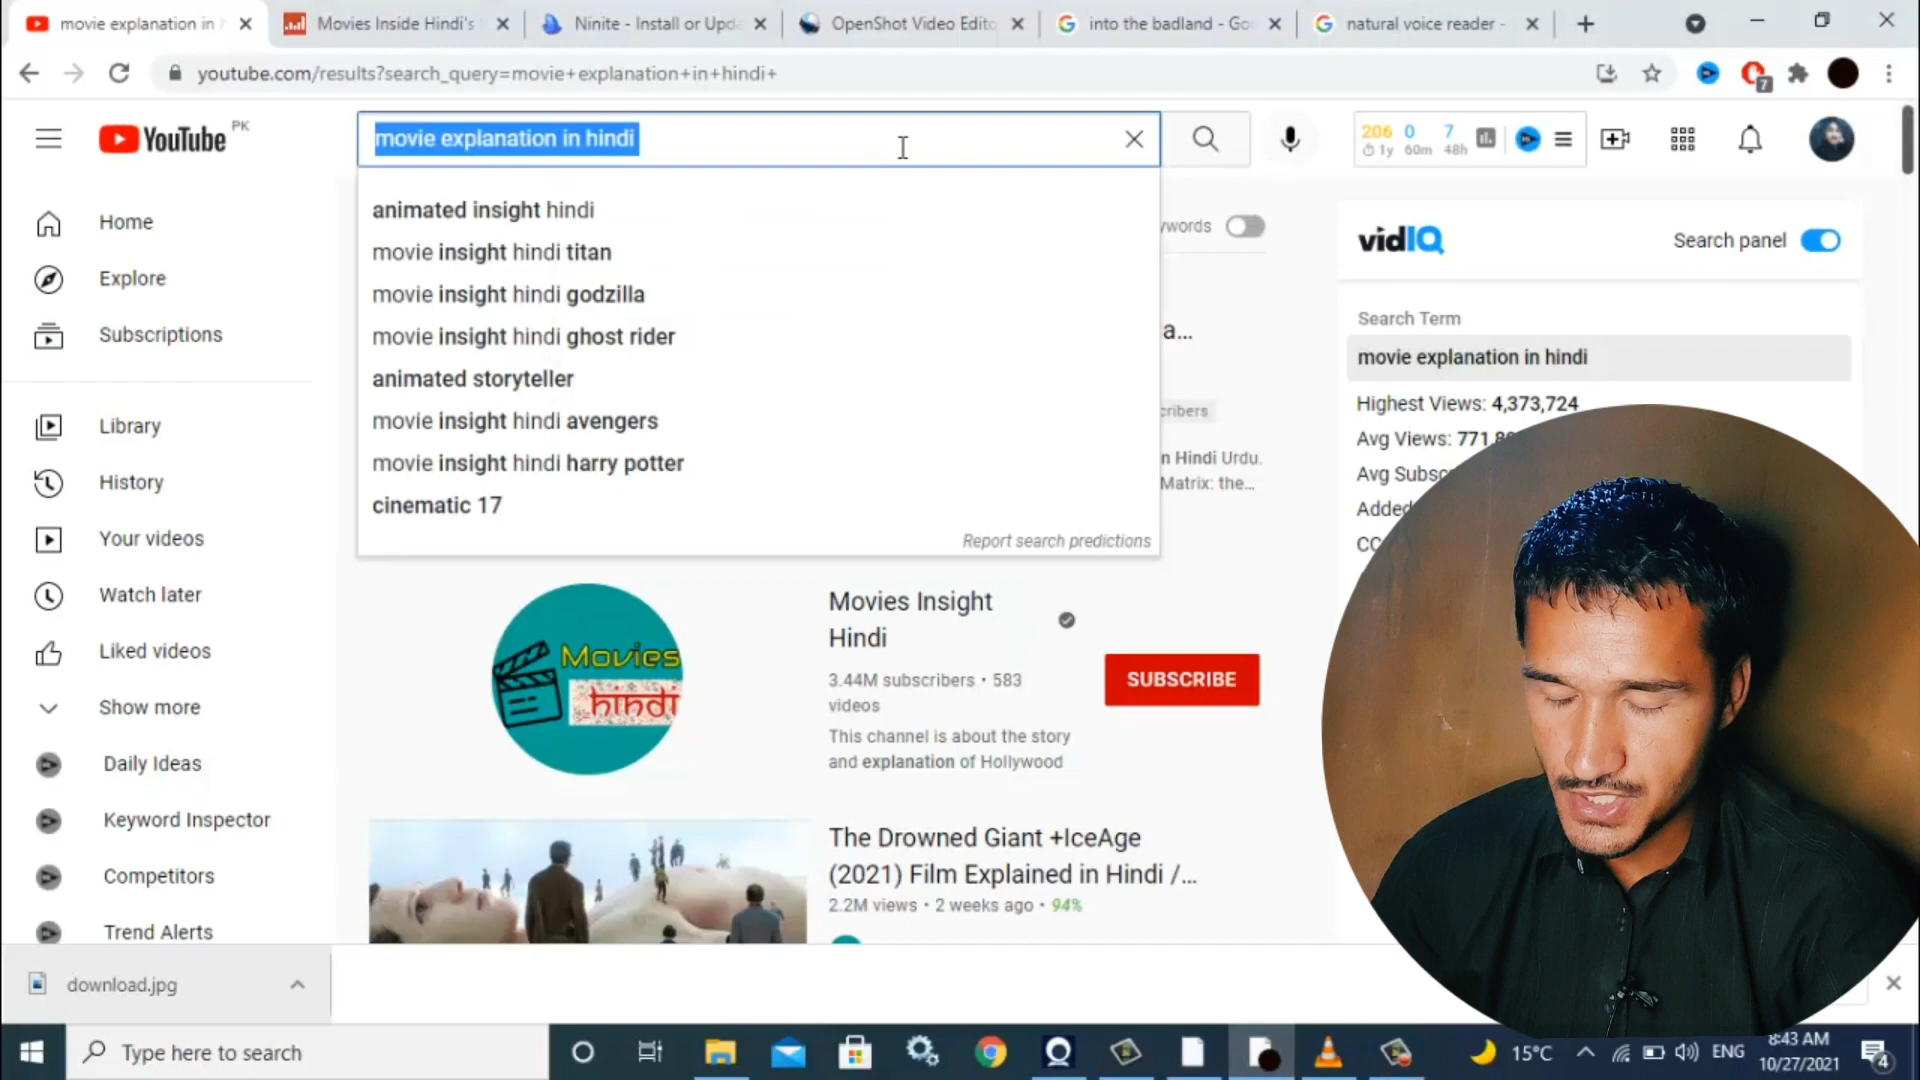 movie explanation in h
Movies Inside Hindi's
Ninite - Install or Upda
OpenShot Video Edito
into the badland - Goo
natural voice reader -
youtube.com/results?search_query=movie+explanation+in+hindi+
7
YouTube PK
movie explanation in hindi
206 0 7
1y 60m 48h
animated insight hindi
movie insight hindi titan
movie insight hindi godzilla
movie insight hindi ghost rider
animated storyteller
movie insight hindi avengers
movie insight hindi harry potter
cinematic 17
Report search predictions
Home
Explore
Subscriptions
Library
History
Your videos
Watch later
Liked videos
Show more
Daily Ideas
Keyword Inspector
Competitors
Trend Alerts
ywords
a...
cribers
n Hindi Urdu.
Matrix: the...
vidIQ
Search panel
Search Term
movie explanation in hindi
Highest Views: 4,373,724
Avg Views: 771,8
Avg Subsc
Added
CC
Movies
hindi
Movies Insight
Hindi
3.44M subscribers • 583
videos
This channel is about the story
and explanation of Hollywood
SUBSCRIBE
The Drowned Giant +IceAge
(2021) Film Explained in Hindi /...
2.2M views • 2 weeks ago • 94%
download.jpg
Type here to search
15°C
ENG
8:43 AM
10/27/2021
4